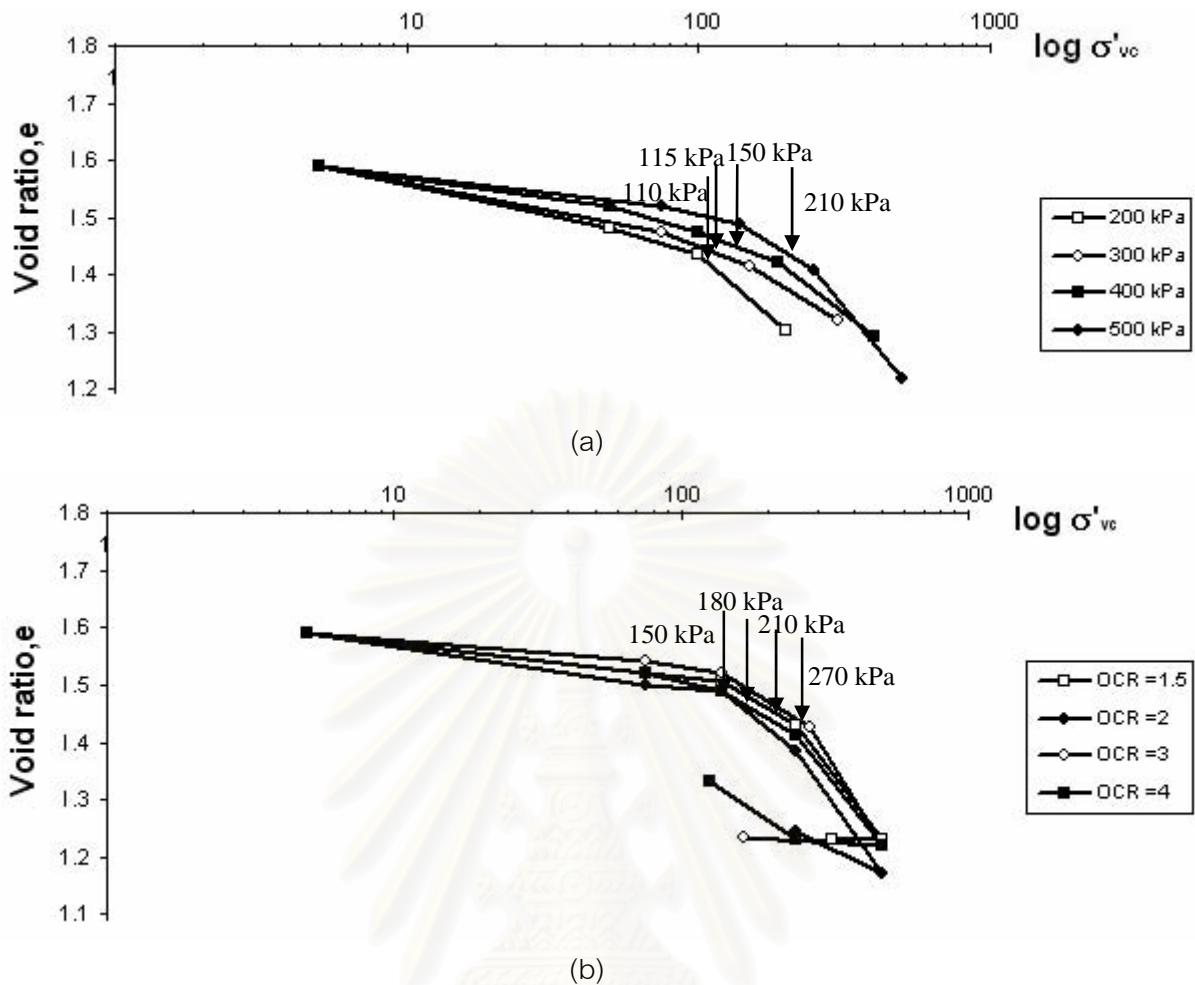 10 100 1000
log σ'vc
1.8
1
1.7
1.6
1.5
1.4
1.3
1.2
Void ratio,e
115 kPa
150 kPa
110 kPa
210 kPa
200 kPa
300 kPa
400 kPa
500 kPa
(a)
10 100 1000
log σ'vc
1.8
1
1.7
1.6
1.5
1.4
1.3
1.2
1.1
Void ratio,e
180 kPa
150 kPa
210 kPa
270 kPa
OCR =1.5
OCR =2
OCR =3
OCR =4
(b)